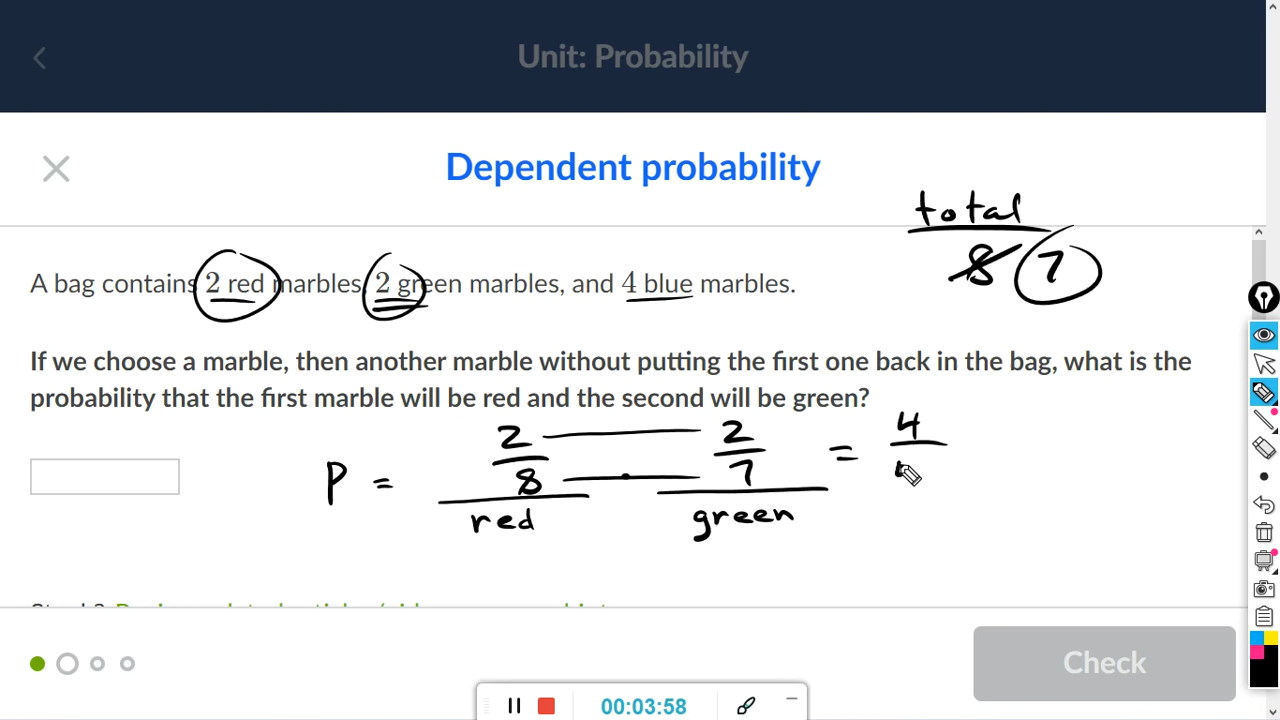 Unit: Probability
Dependent probability
total
8 7
A bag contains 2 red marbles, 2 green marbles, and 4 blue marbles.
If we choose a marble, then another marble without putting the first one back in the bag, what is the
probability that the first marble will be red and the second will be green?
P = 2/8 · 2/7 = 4
red green
Check
00:03:58